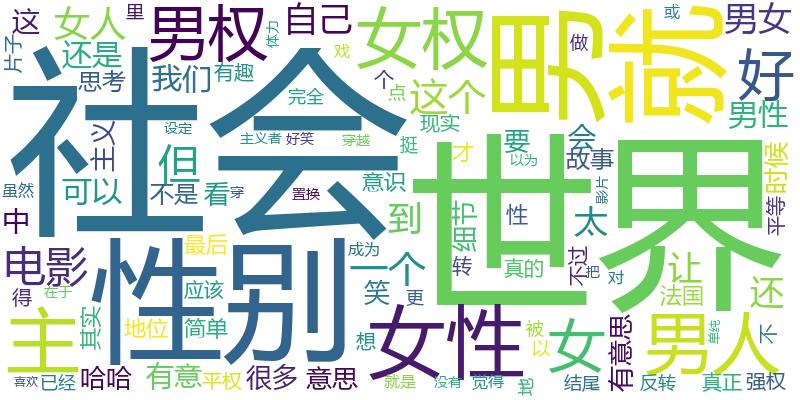 这
女人
里
男权
体力
自己
女权
男
就
做
或
男女
片子
还是
思考
我们
有趣
戏
个
点
这个
好
男性
社会
主义
设定
但
完全
主义者
好笑
穿越
挺
现实
才
要
会
以为
故事
影片
时候
虽然
可以
不是
看
穿
置换
意识
世界
中
性别
到
细节
性
太
平等
电影
最后
成为
一个
转
真的
不过
把
对
让
法国
还
得
在于
应该
笑
更
主
其实
地位
简单
想
女性
被
以
女
有意思
男人
单纯
不
喜欢
已经
哈哈
有意
平权
很多
意思
就是
没有
觉得
地
结尾
反转
真正
强权